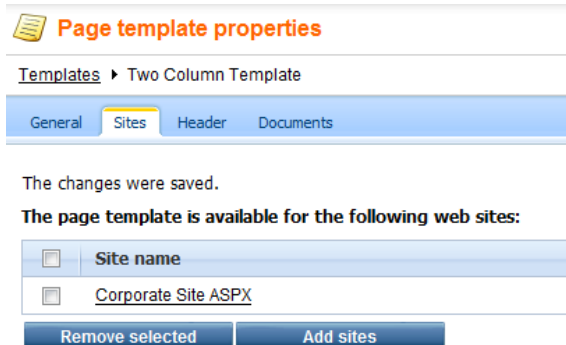 Page template properties
Templates ▸ Two Column Template
General Sites Header Documents
The changes were saved.
The page template is available for the following web sites:
Site name
Corporate Site ASPX
Remove selected Add sites